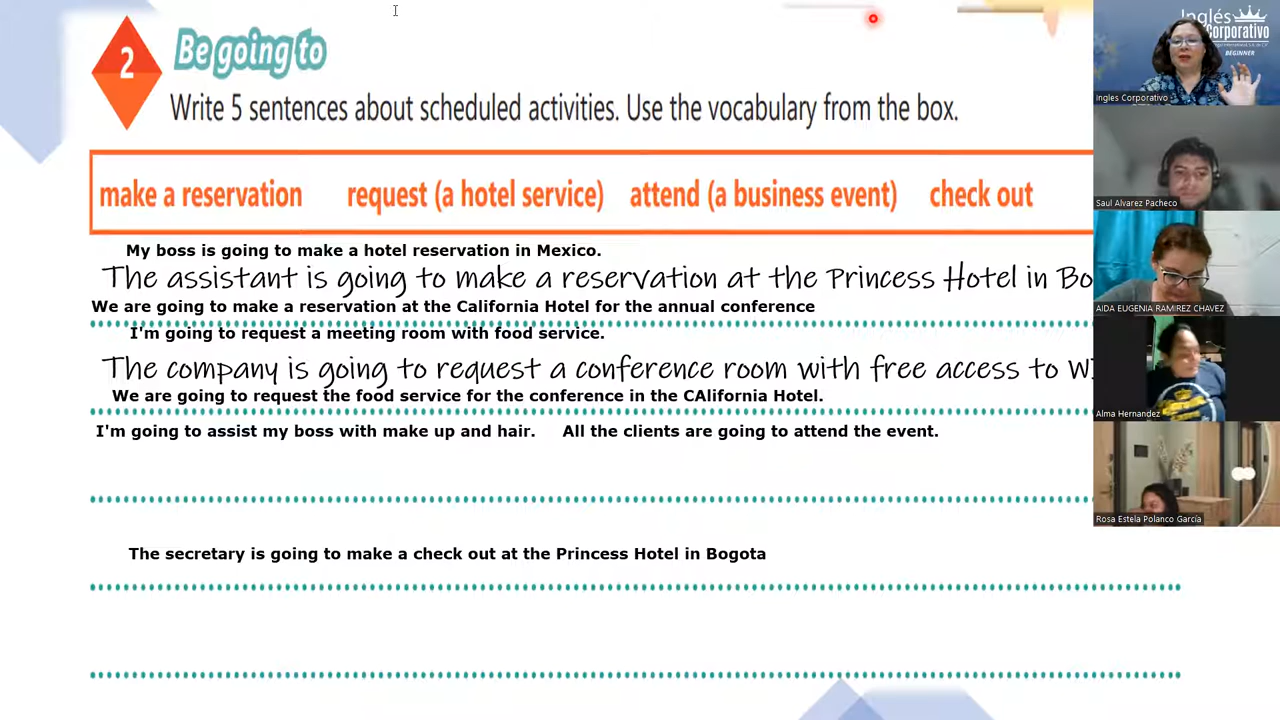 2
Be going to
Write 5 sentences about scheduled activities. Use the vocabulary from the box.
make a reservation request (a hotel service) attend (a business event) check out
My boss is going to make a hotel reservation in Mexico.
The assistant is going to make a reservation at the Princess Hotel in Bo
We are going to make a reservation at the California Hotel for the annual conference
I'm going to request a meeting room with food service.
The company is going to request a conference room with free access to W
We are going to request the food service for the conference in the CAlifornia Hotel.
I'm going to assist my boss with make up and hair. All the clients are going to attend the event.
The secretary is going to make a check out at the Princess Hotel in Bogota
Inglés
Corporativo
BEGINNER
Ingles Corporativo
Saul Alvarez Pacheco
AIDA EUGENIA RAMIREZ CHAVEZ
Alma Hernandez
Rosa Estela Polanco García